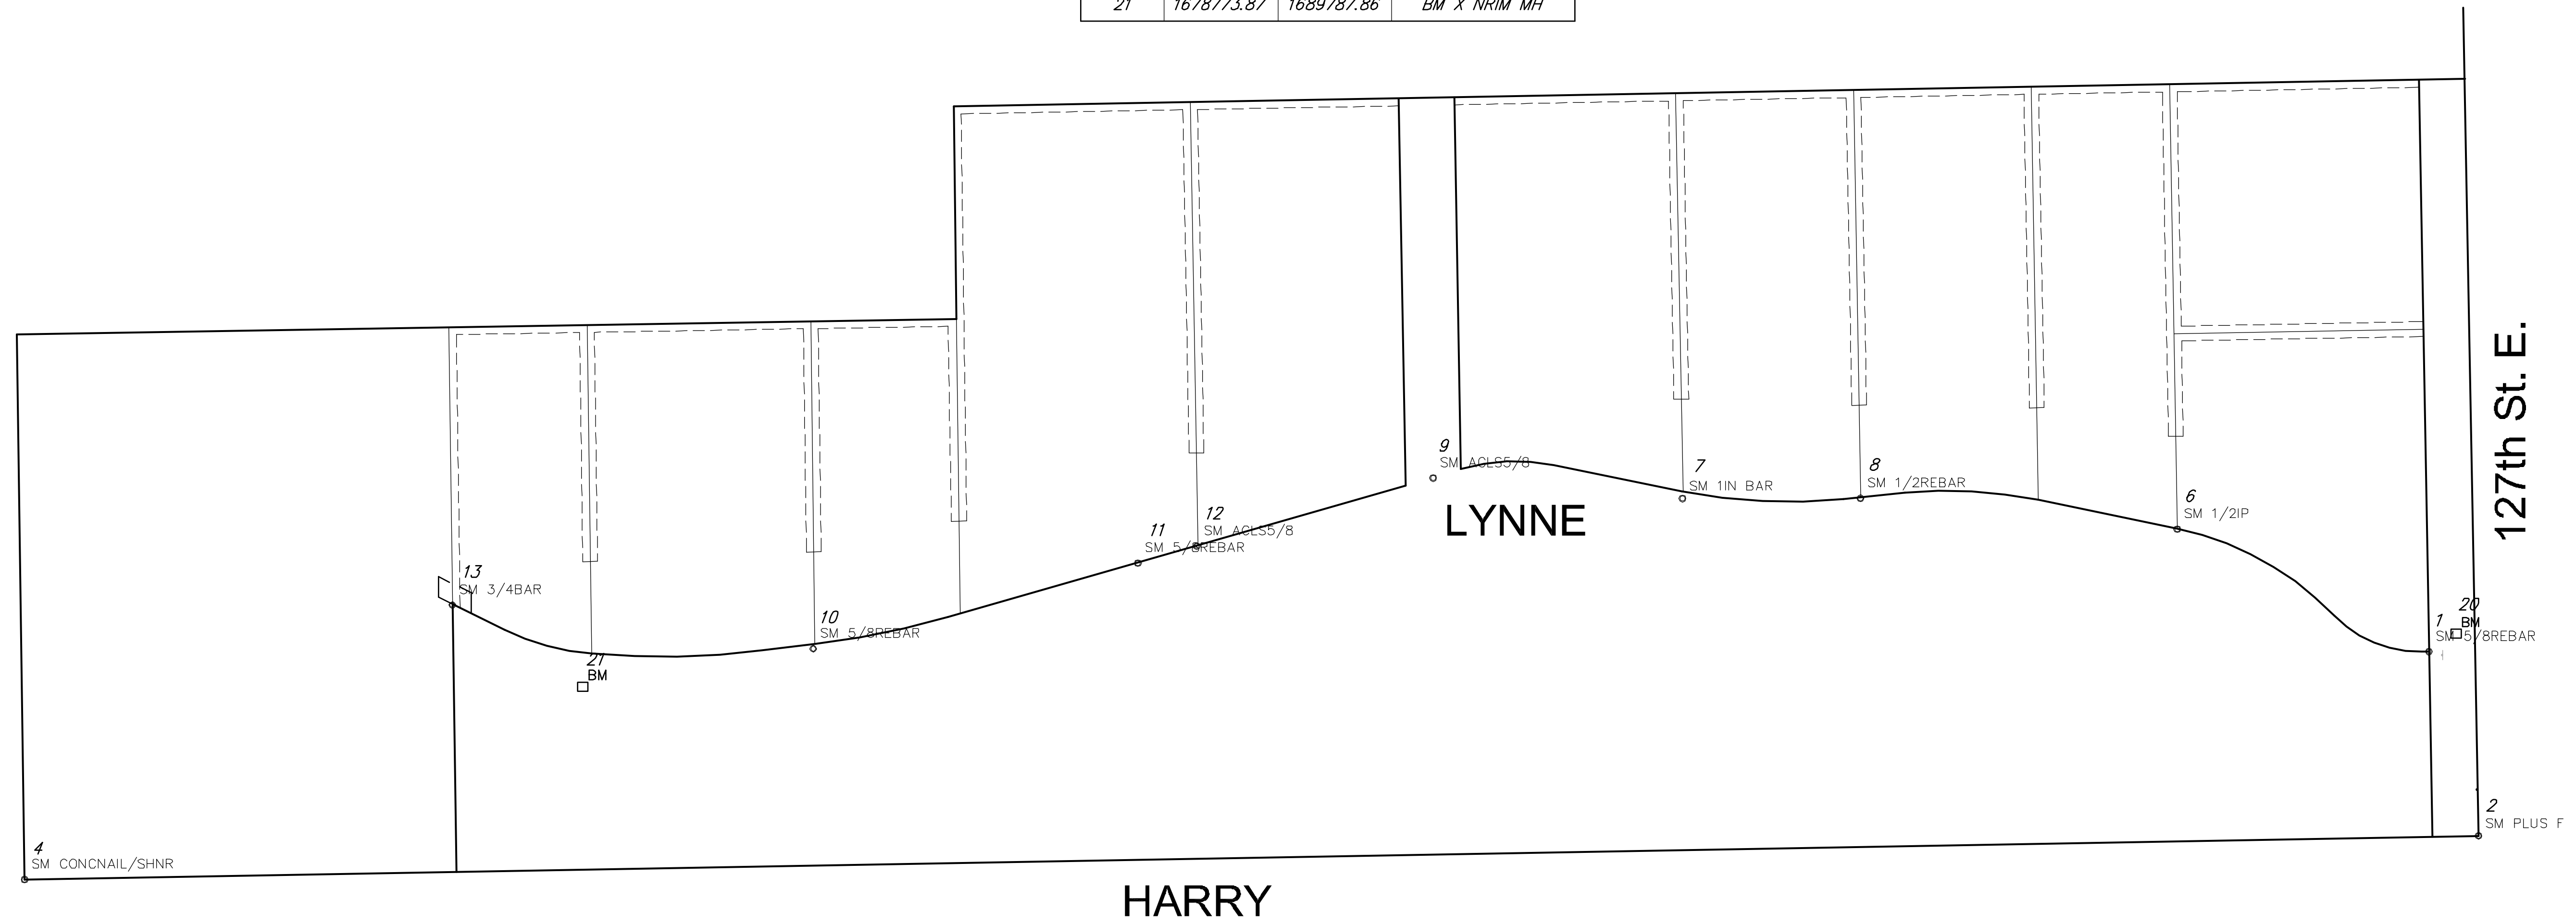 21 1678773.87 1689787.86 BM X NRIM MH
9
SM ACLS5/8
7
SM 1IN BAR
8
SM 1/2REBAR
6
SM 1/2IP
127th St. E.
12
SM ACLS5/8
11
SM 5/8REBAR
LYNNE
13
SM 3/4BAR
10
SM 5/8REBAR
20
BM
1
SM 5/8REBAR
21
BM
2
SM PLUS F
4
SM CONCNAIL/SHNR
HARRY